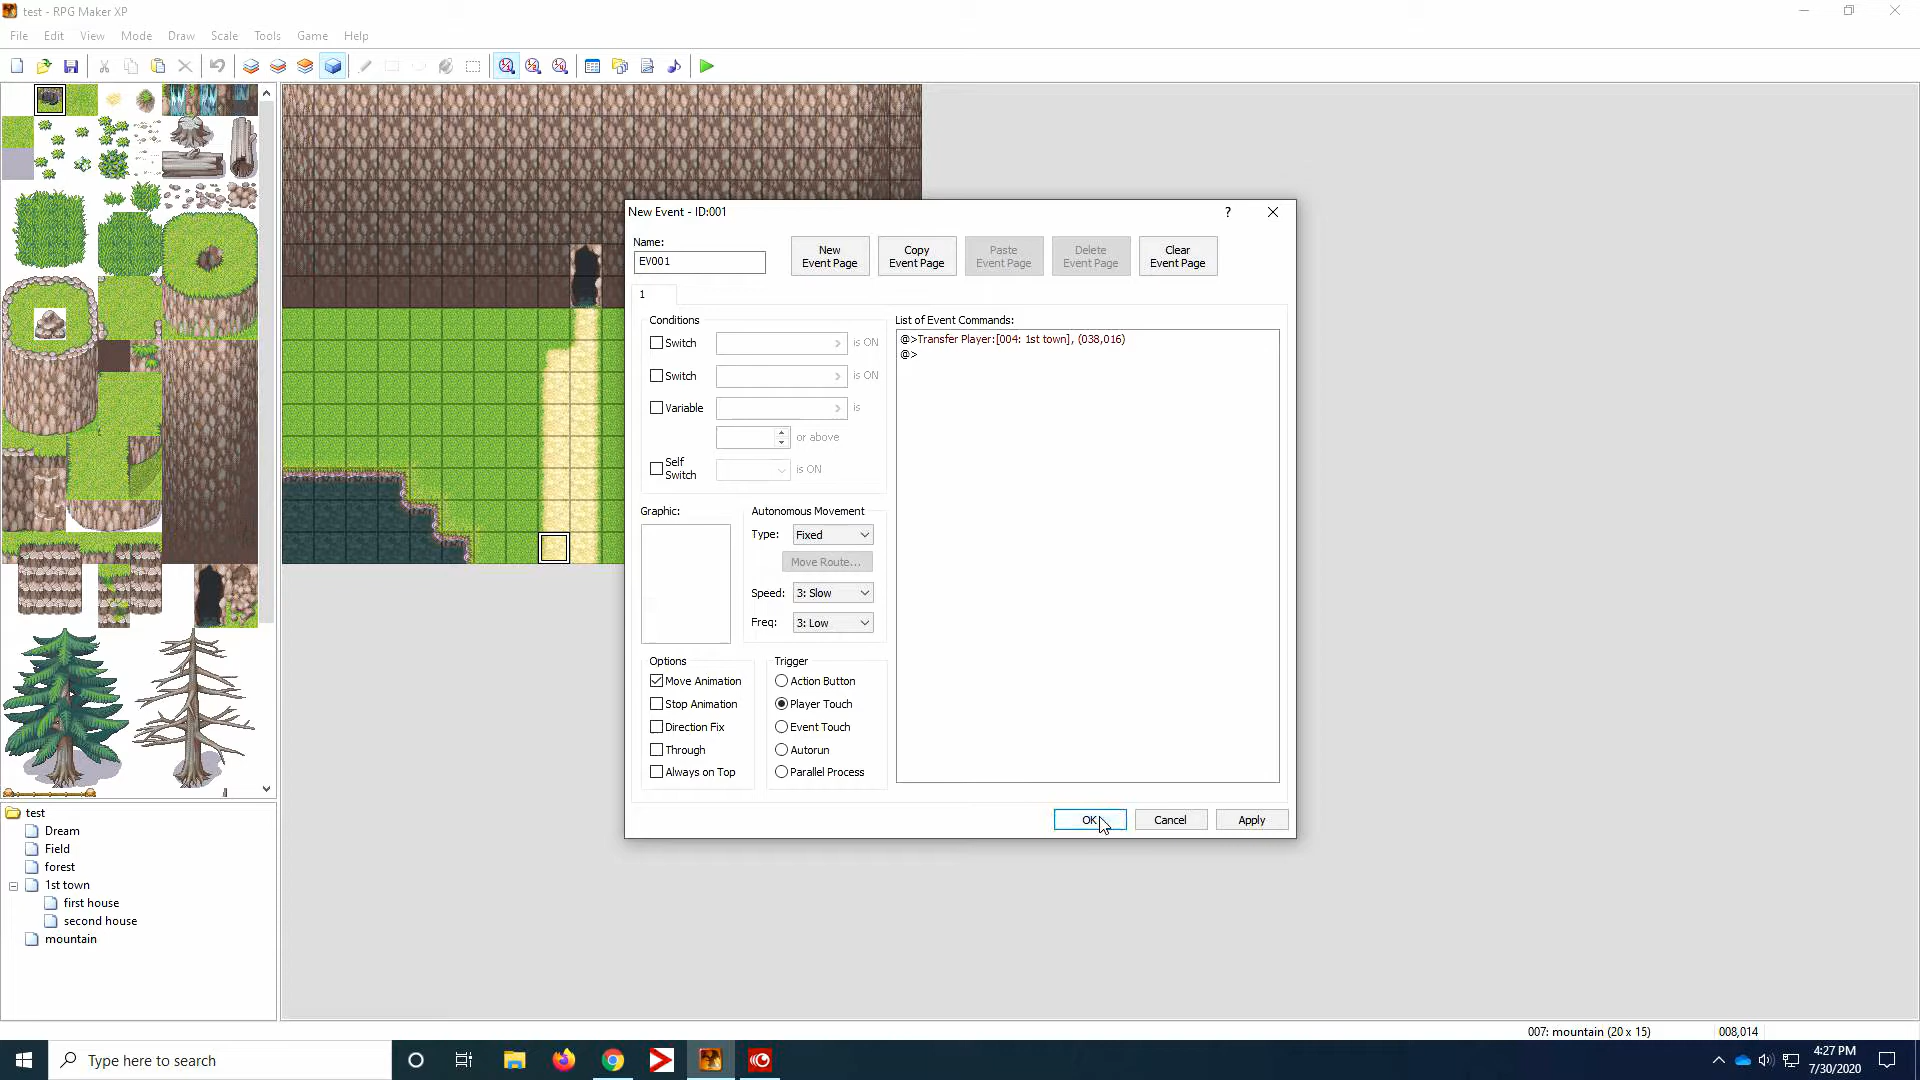 test - RPG Maker XP
File Edit View Mode Draw Scale Tools Game Help
New Event - ID:001
Name:
EV001
New Event Page
Copy Event Page
Paste Event Page
Delete Event Page
Clear Event Page
1
Conditions
Switch is ON
Switch is ON
Variable is
or above
Self Switch is ON
Graphic:
Autonomous Movement
Type: Fixed
Move Route...
Speed: 3: Slow
Freq: 3: Low
Options
Move Animation
Stop Animation
Direction Fix
Through
Always on Top
Trigger
Action Button
Player Touch
Event Touch
Autorun
Parallel Process
List of Event Commands:
@>Transfer Player:[004: 1st town], (038,016)
@>
OK Cancel Apply
test
Dream
Field
forest
1st town
first house
second house
mountain
007: mountain (20 x 15) 008,014
Type here to search
4:27 PM
7/30/2020